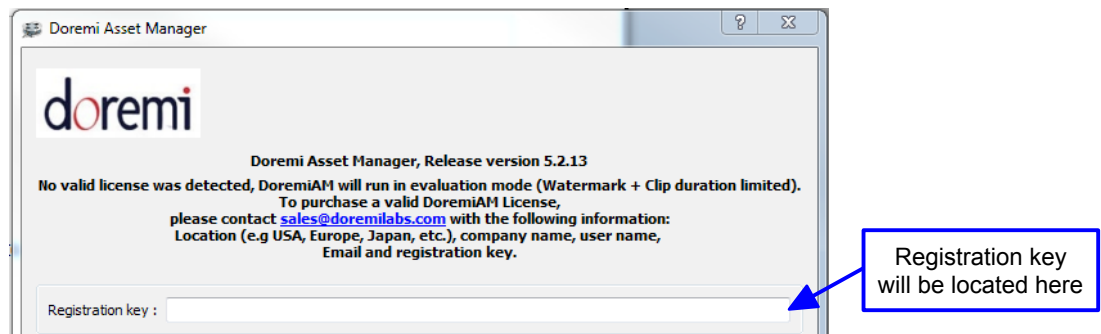 Doremi Asset Manager
doremi
Doremi Asset Manager, Release version 5.2.13
No valid license was detected, DoremiAM will run in evaluation mode (Watermark + Clip duration limited).
To purchase a valid DoremiAM License,
please contact sales@doremilabs.com with the following information:
Location (e.g USA, Europe, Japan, etc.), company name, user name,
Email and registration key.
Registration key :
Registration key
will be located here